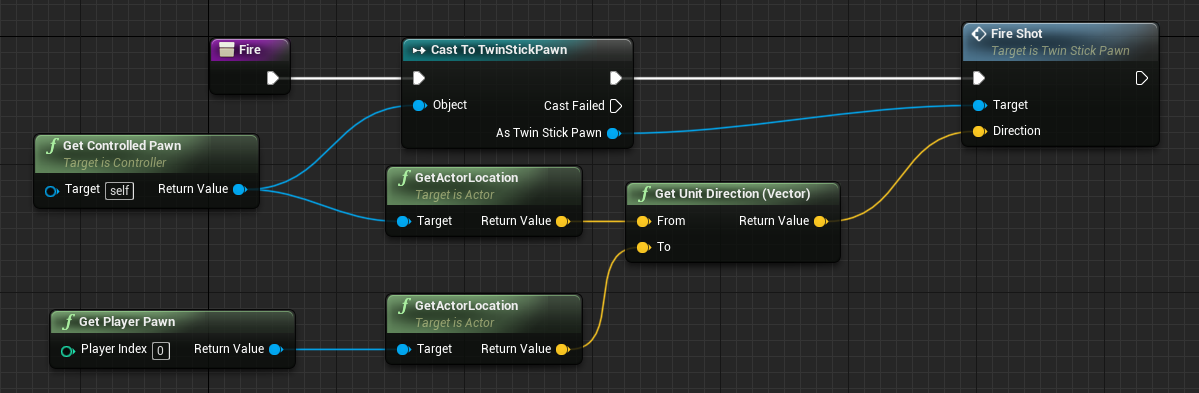 Fire
Cast To TwinStickPawn
Object
Cast Failed
As Twin Stick Pawn
Fire Shot
Target is Twin Stick Pawn
Target
Direction
Get Controlled Pawn
Target is Controller
Target self Return Value
GetActorLocation
Target is Actor
Target Return Value
Get Unit Direction (Vector)
From Return Value
To
Get Player Pawn
Player Index 0 Return Value
GetActorLocation
Target is Actor
Target Return Value